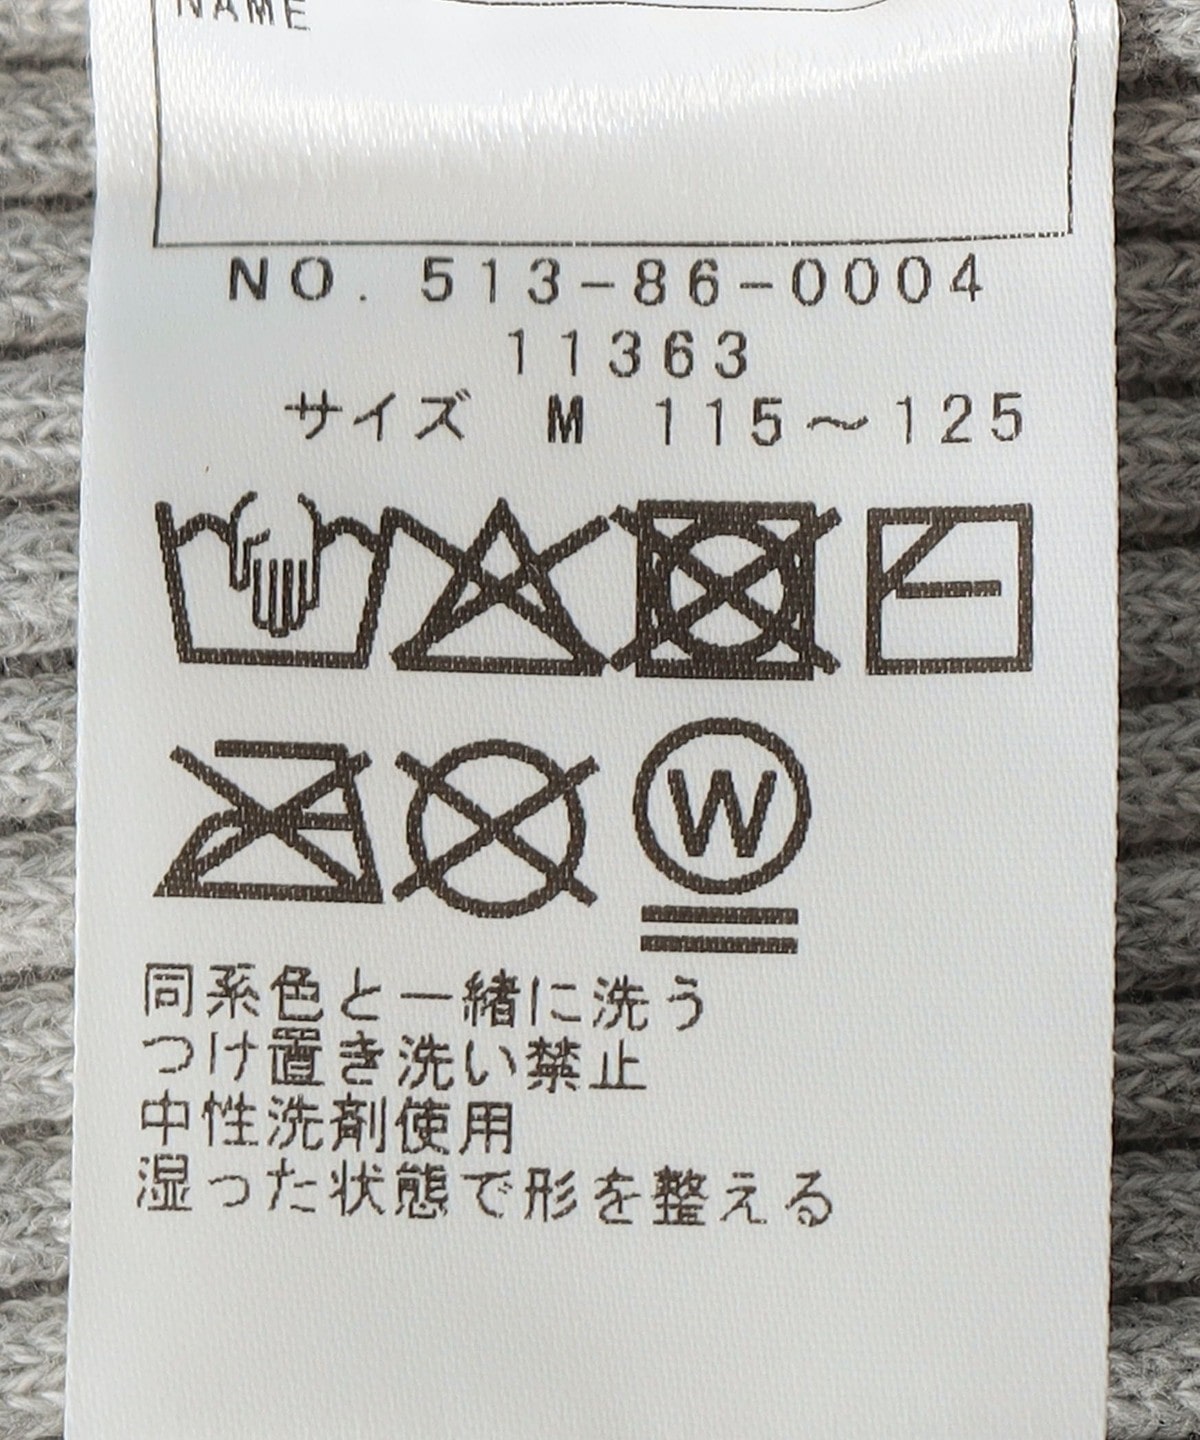 NAME
NO. 513-86-0004
11363
サイズ M 115～125
W
同系色と一緒に洗う
つけ置き洗い禁止
中性洗剤使用
湿った状態で形を整える